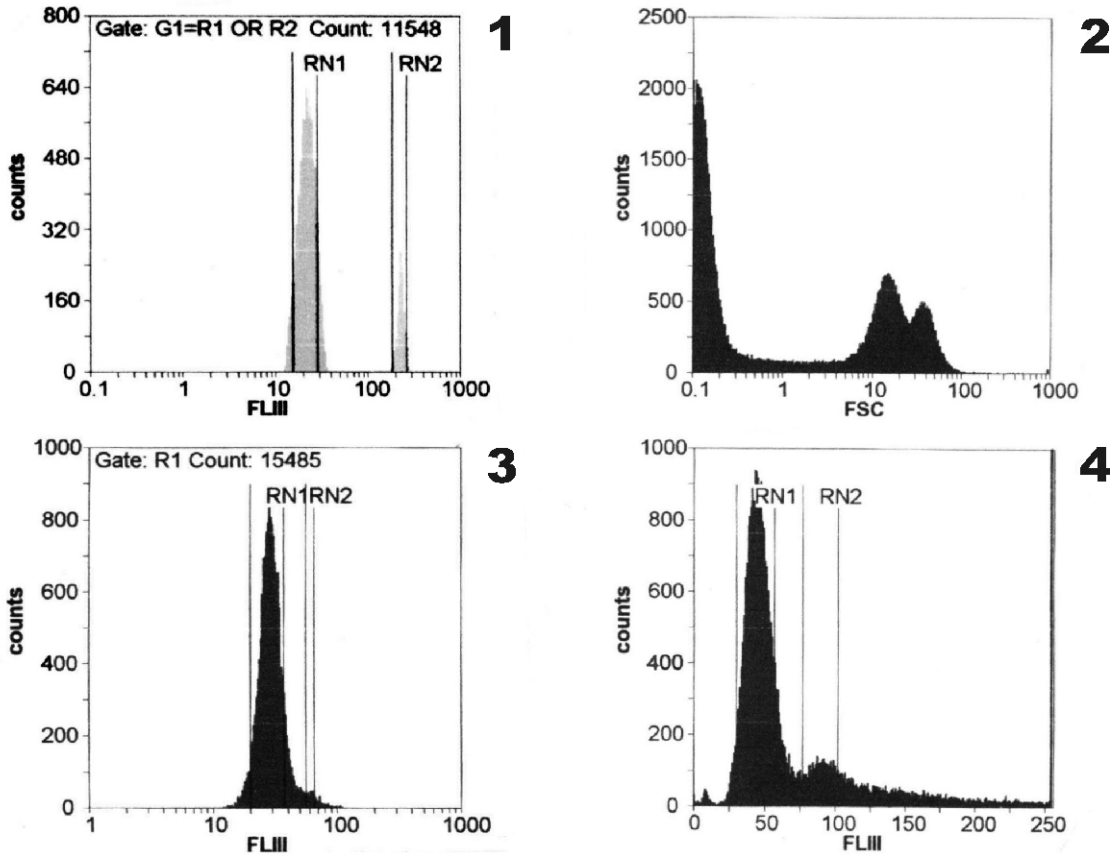 1
Gate: G1=R1 OR R2 Count: 11548
RN1 RN2
800
640
480
320
160
0
counts
0.1 1 10 100 1000
FLIII
2
2500
2000
1500
1000
500
0
counts
0.1 1 10 100 1000
FSC
3
Gate: R1 Count: 15485
RN1 RN2
1000
800
600
400
200
0
counts
1 10 100 1000
FLIII
4
RN1 RN2
1000
800
600
400
200
0
counts
0 50 100 150 200 250
FLIII